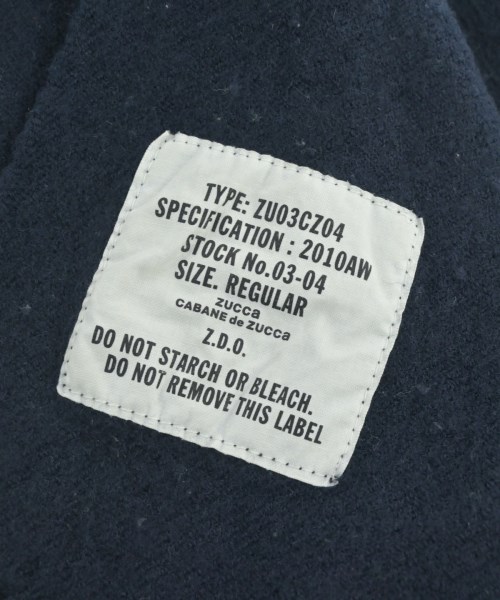 TYPE: ZU03CZ04
SPECIFICATION : 2010AW
STOCK No.03-04
SIZE. REGULAR
zucca
CABANE de zucca
Z.D.O.
DO NOT STARCH OR BLEACH.
DO NOT REMOVE THIS LABEL